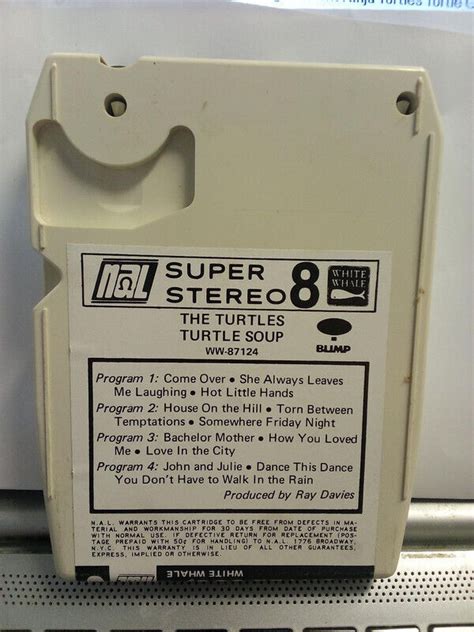 Ninja Turtles Turtle C
NAL SUPER STEREO 8 WHITE WHALE
THE TURTLES
TURTLE SOUP
WW-87124
BLIMP
Program 1: Come Over • She Always Leaves
Me Laughing • Hot Little Hands
Program 2: House On the Hill • Torn Between
Temptations • Somewhere Friday Night
Program 3: Bachelor Mother • How You Loved
Me • Love In the City
Program 4: John and Julie • Dance This Dance
You Don't Have to Walk In the Rain
Produced by Ray Davies
N.A.L. WARRANTS THIS CARTRIDGE TO BE FREE FROM DEFECTS IN MA-
TERIAL AND WORKMANSHIP FOR 30 DAYS FROM DATE OF PURCHASE
WITH NORMAL USE. IF DEFECTIVE RETURN FOR REPLACEMENT (POS-
TAGE PREPAID WITH 50¢ FOR HANDLING) TO N.A.L. 1776 BROADWAY,
N.Y.C. THIS WARRANTY IS IN LIEU OF ALL OTHER GUARANTEES,
EXPRESS, IMPLIED OR OTHERWISE.
WHITE WHALE
NAL